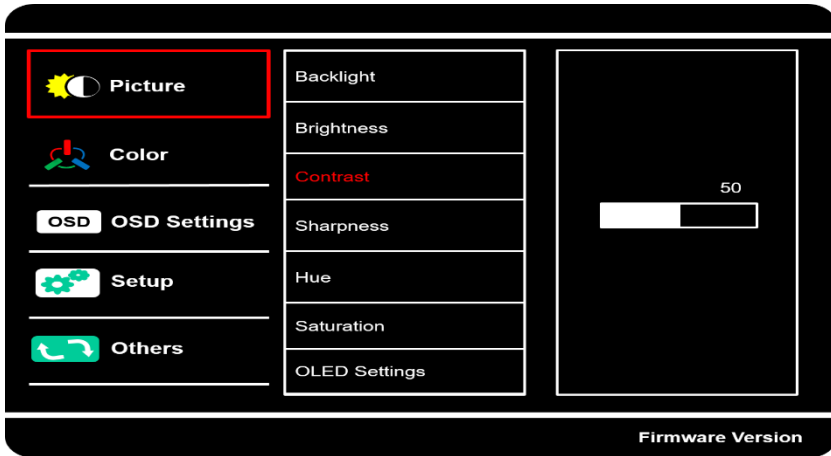 Picture
Color
OSD OSD Settings
Setup
Others
Backlight
Brightness
Contrast
Sharpness
Hue
Saturation
OLED Settings
50
Firmware Version